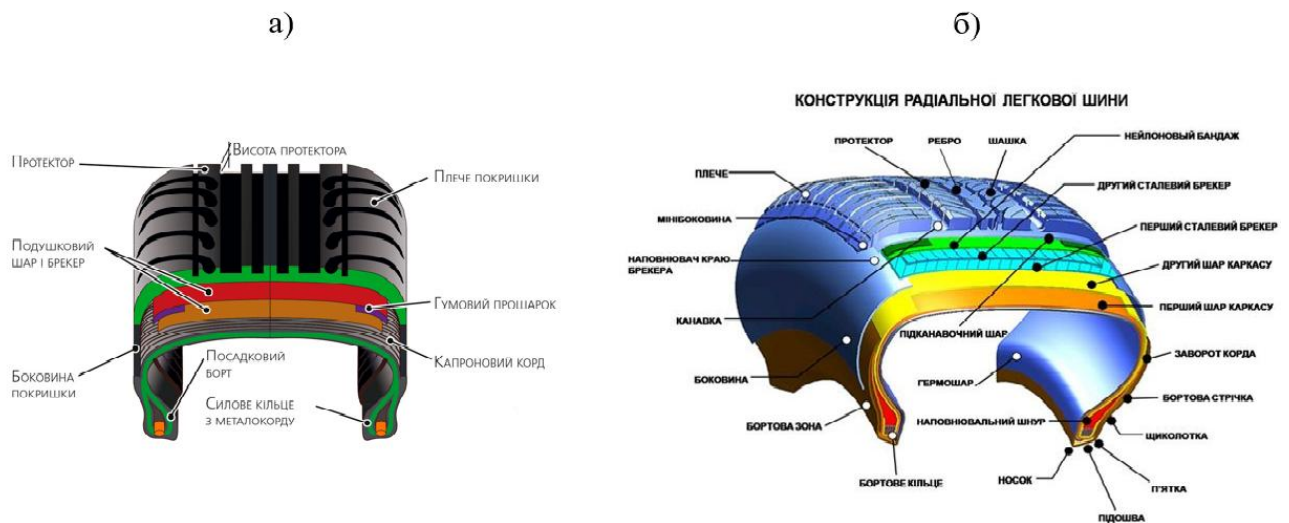 а)
б)
Протектор
Висота протектора
Плече покришки
Подушковий
шар і брекер
Гумовий прошарок
Капроновий корд
Боковина
покришки
Посадковий
борт
Силове кільце
з металокорду
КОНСТРУКЦІЯ РАДІАЛЬНОЇ ЛЕГКОВОЇ ШИНИ
ПРОТЕКТОР
РЕБРО
ШАШКА
НЕЙЛОНОВЫЙ БАНДАЖ
ПЛЕЧЕ
ДРУГИЙ СТАЛЕВИЙ БРЕКЕР
МІНІБОКОВИНА
ПЕРШИЙ СТАЛЕВИЙ БРЕКЕР
НАПОВНЮВАЧ КРАЮ
БРЕКЕРА
ДРУГИЙ ШАР КАРКАСУ
ПЕРШИЙ ШАР КАРКАСУ
КАНАВКА
ПІДКАНАВОЧНИЙ ШАР
ЗАВОРОТ КОРДА
БОКОВИНА
ГЕРМОШАР
БОРТОВА СТРІЧКА
БОРТОВА ЗОНА
НАПОВНЮВАЛЬНИЙ ШНУР
ЩИКОЛОТКА
БОРТОВЕ КІЛЬЦЕ
НОСОК
П'ЯТКА
ПІДОШВА